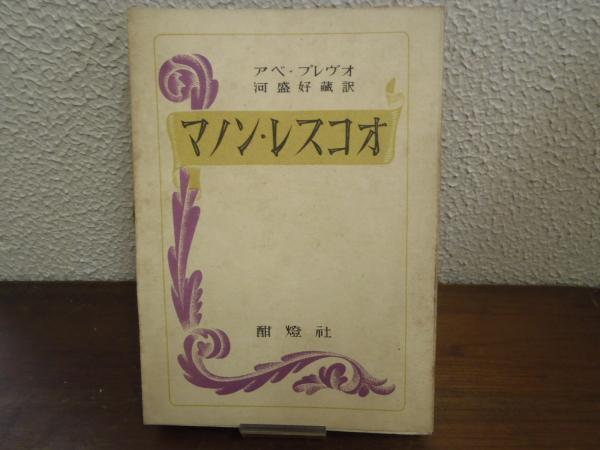 アベ・プレヴオ
河盛好蔵訳
マノン・レスコオ
酣燈社